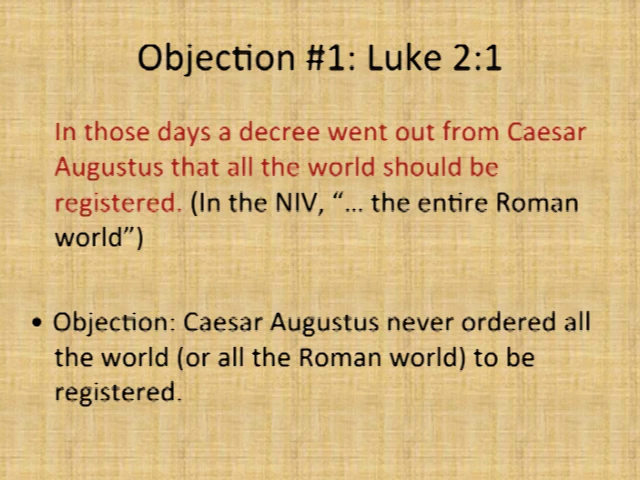 Objection #1: Luke 2:1
In those days a decree went out from Caesar
Augustus that all the world should be
registered. (In the NIV, “... the entire Roman
world”)
• Objection: Caesar Augustus never ordered all
the world (or all the Roman world) to be
registered.